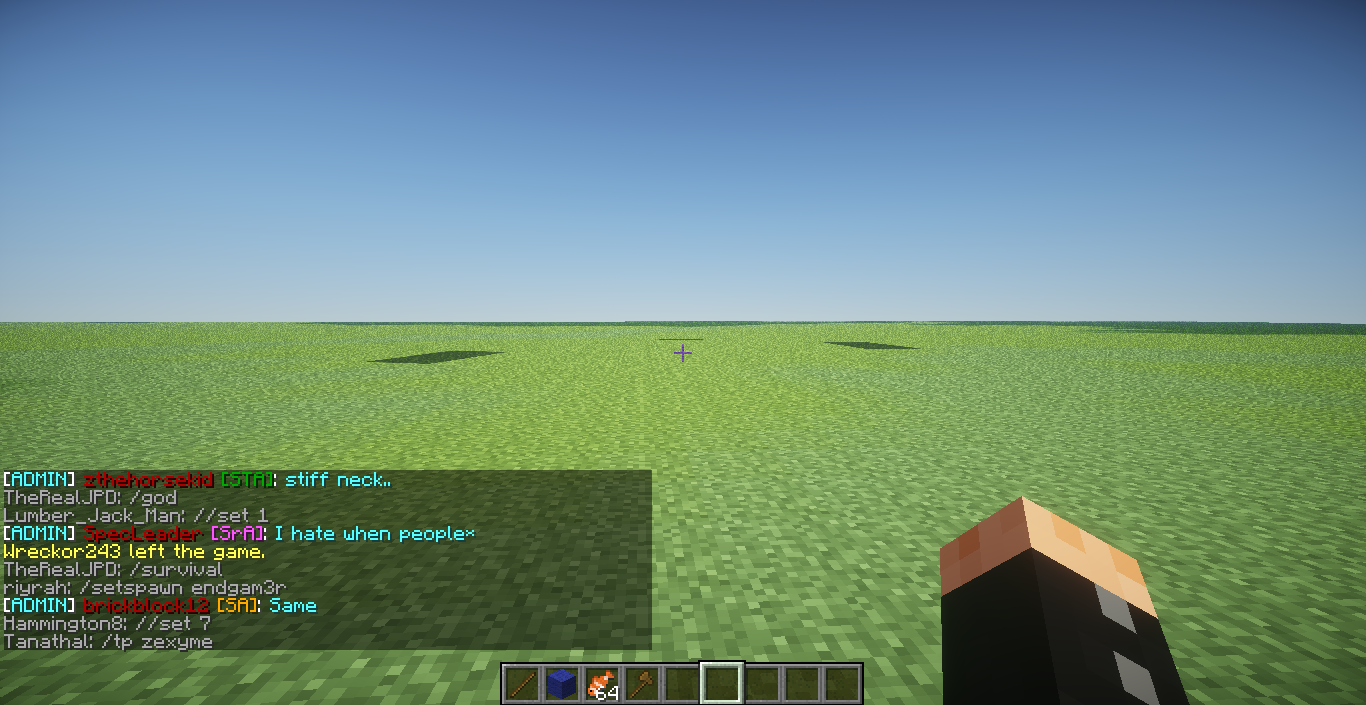 [ADMIN] zthehorsekid [STA]: stiff neck..
TheRealJPD: /god
Lumber_Jack_Man: //set 1
[ADMIN] SpecLeader [SrA]: I hate when people*
Wreckor243 left the game.
TheRealJPD: /survival
riyrah: /setspawn endgam3r
[ADMIN] brickblock12 [SA]: Same
Hammington8: //set 7
Tanathal: /tp zexyme
64